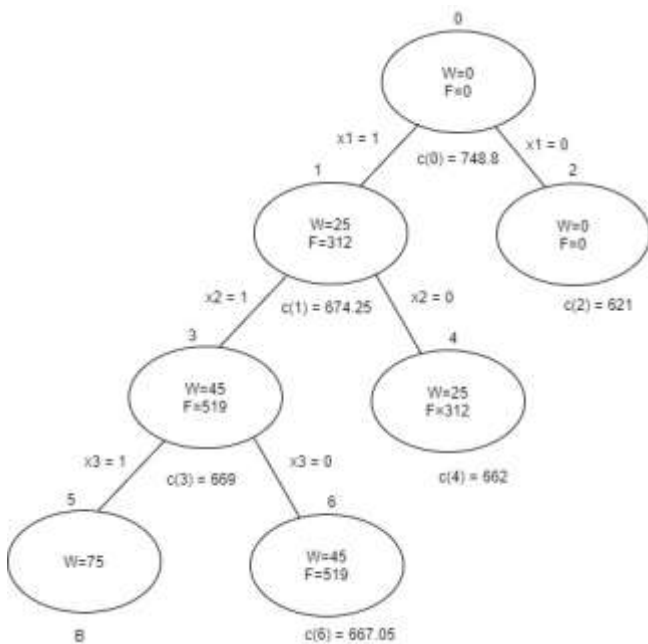 0
W=0
F=0
x1 = 1
x1 = 0
c(0) = 748.8
1
2
W=25
F=312
W=0
F=0
x2 = 1
c(1) = 674.25
x2 = 0
c(2) = 621
3
4
W=45
F=519
W=25
F=312
x3 = 1
c(3) = 669
x3 = 0
c(4) = 662
5
6
W=75
W=45
F=519
B
c(6) = 667.05